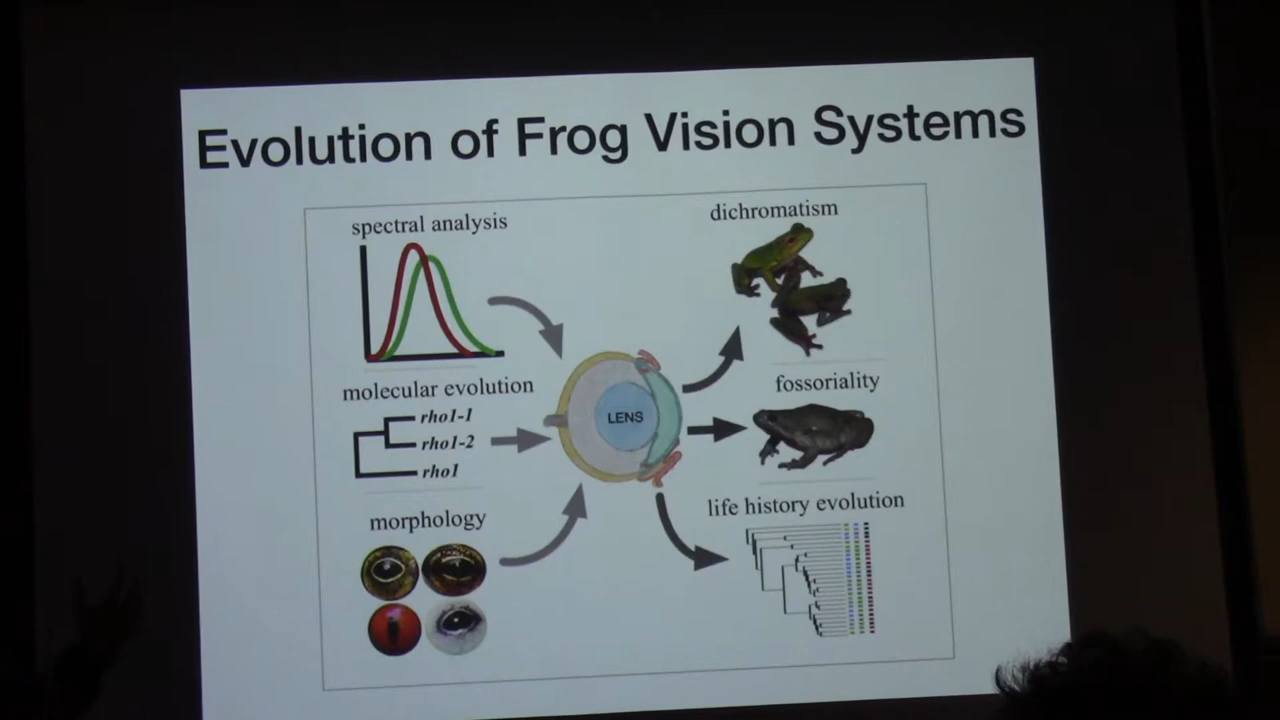 Evolution of Frog Vision Systems
spectral analysis
molecular evolution
rho1-1
rho1-2
rho1
morphology
LENS
dichromatism
fossoriality
life history evolution